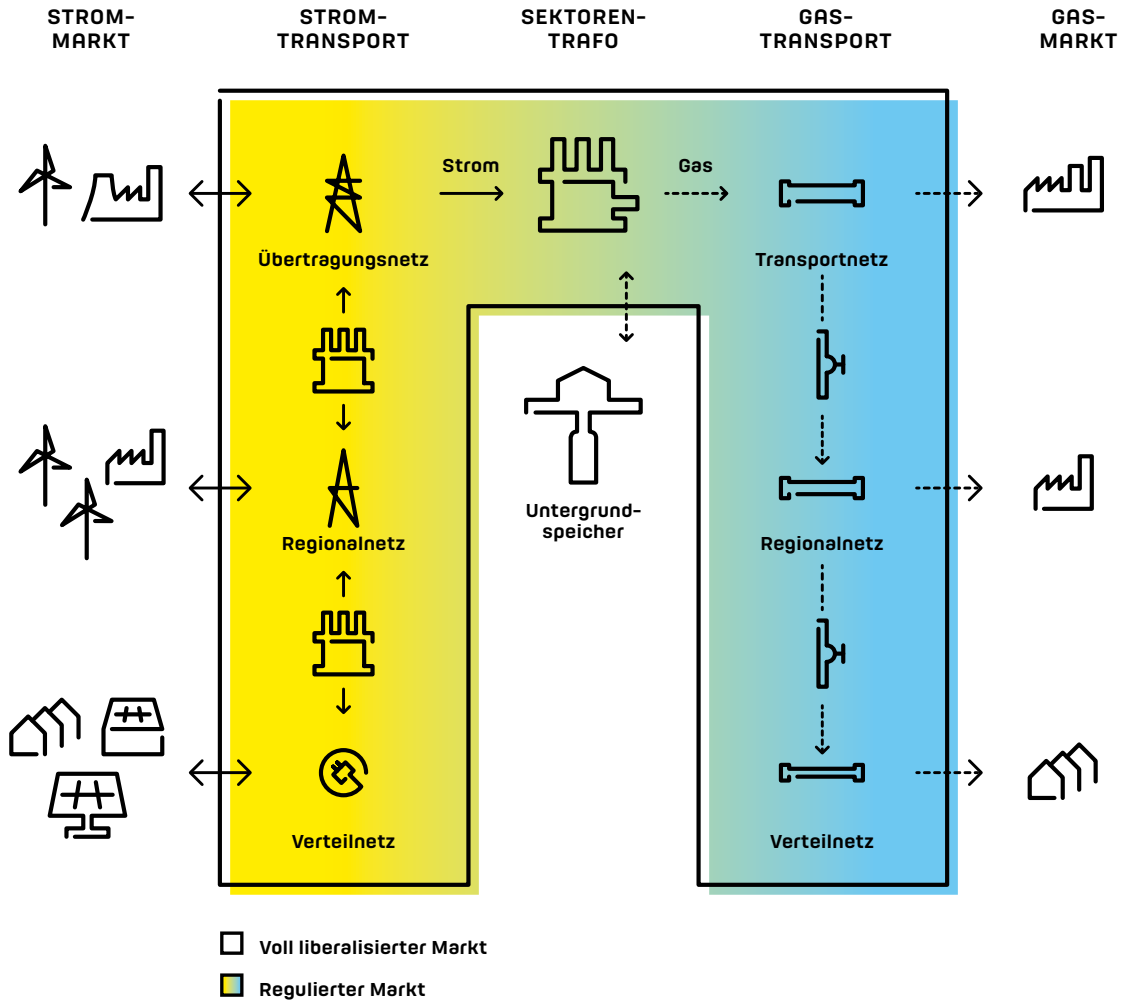 STROM-
MARKT
STROM-
TRANSPORT
SEKTOREN-
TRAFO
GAS-
TRANSPORT
GAS-
MARKT
Strom
Gas
Übertragungsnetz
Transportnetz
Untergrund-
speicher
Regionalnetz
Regionalnetz
Verteilnetz
Verteilnetz
Voll liberalisierter Markt
Regulierter Markt